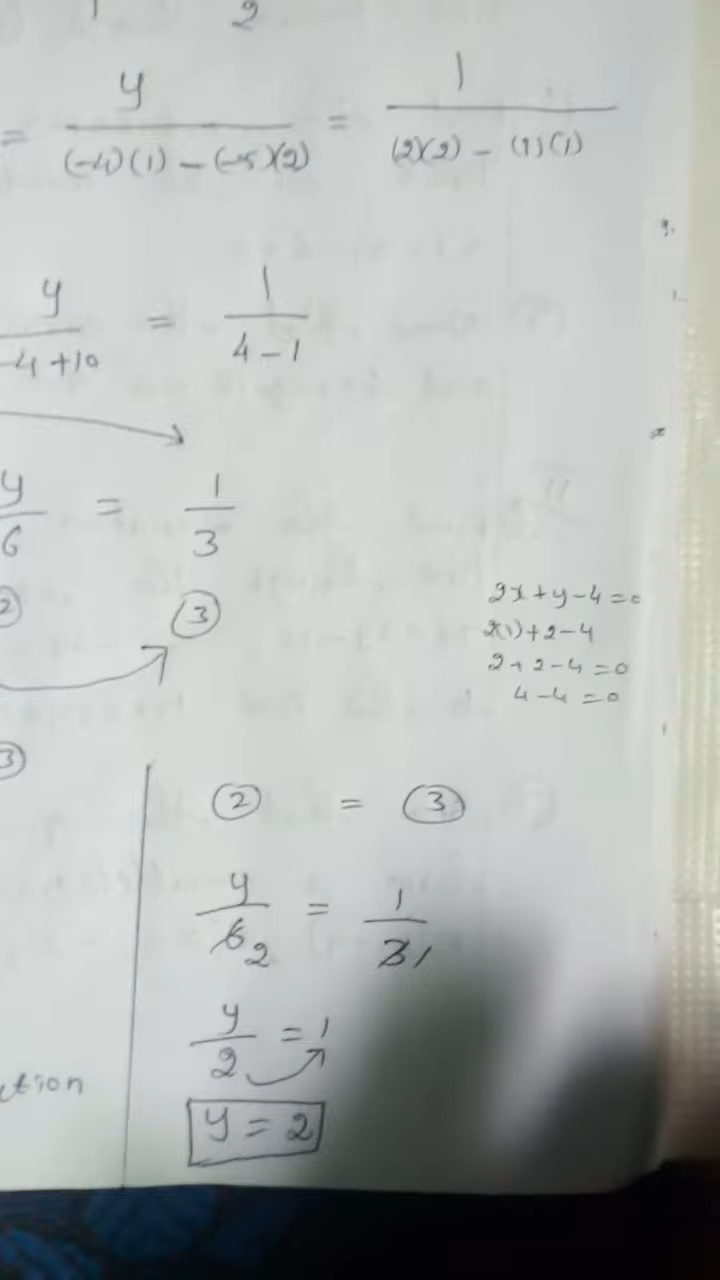 1 2
= y/((-4)(1) - (-5)(2)) = 1/((2)(2) - (1)(1))
y/(-4+10) = 1/(4-1)
y/6 = 1/3
② ③
2x+y-4=0
2(1)+2-4
2+2-4=0
4-4=0
③
② = ③
y/6 2 = 1/3 1
y/2 = 1
y = 2
ction